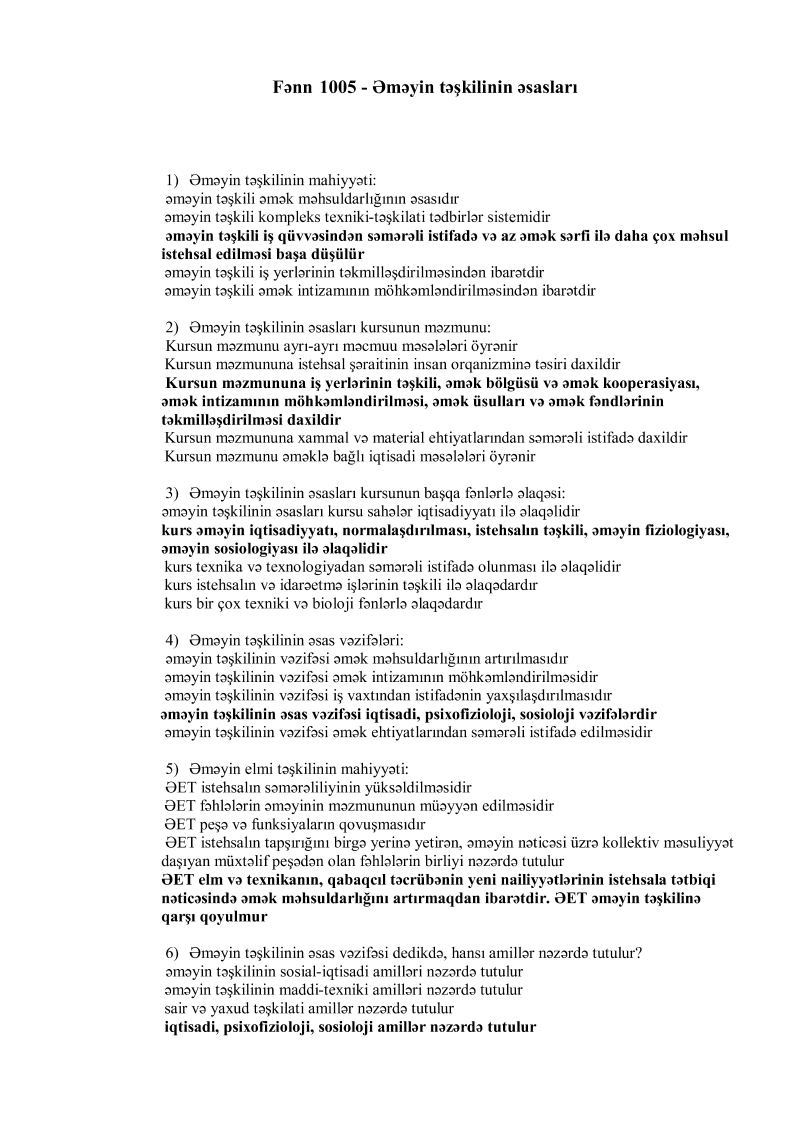 Fənn 1005 - Əməyin təşkilinin əsasları
1) Əməyin təşkilinin mahiyyəti:
əməyin təşkili əmək məhsuldarlığının əsasıdır
əməyin təşkili kompleks texniki-təşkilati tədbirlər sistemidir
əməyin təşkili iş qüvvəsindən səmərəli istifadə və az əmək sərfi ilə daha çox məhsul
istehsal edilməsi başa düşülür
əməyin təşkili iş yerlərinin təkmilləşdirilməsindən ibarətdir
əməyin təşkili əmək intizamının möhkəmləndirilməsindən ibarətdir
2) Əməyin təşkilinin əsasları kursunun məzmunu:
Kursun məzmunu ayrı-ayrı məcmuu məsələləri öyrənir
Kursun məzmununa istehsal şəraitinin insan orqanizminə təsiri daxildir
Kursun məzmununa iş yerlərinin təşkili, əmək bölgüsü və əmək kooperasiyası,
əmək intizamının möhkəmləndirilməsi, əmək üsulları və əmək fəndlərinin
təkmilləşdirilməsi daxildir
Kursun məzmununa xammal və material ehtiyatlarından səmərəli istifadə daxildir
Kursun məzmunu əməklə bağlı iqtisadi məsələləri öyrənir
3) Əməyin təşkilinin əsasları kursunun başqa fənlərlə əlaqəsi:
əməyin təşkilinin əsasları kursu sahələr iqtisadiyyatı ilə əlaqəlidir
kurs əməyin iqtisadiyyatı, normalaşdırılması, istehsalın təşkili, əməyin fiziologiyası,
əməyin sosiologiyası ilə əlaqəlidir
kurs texnika və texnologiyadan səmərəli istifadə olunması ilə əlaqəlidir
kurs istehsalın və idarəetmə işlərinin təşkili ilə əlaqədardır
kurs bir çox texniki və bioloji fənlərlə əlaqədardır
4) Əməyin təşkilinin əsas vəzifələri:
əməyin təşkilinin vəzifəsi əmək məhsuldarlığının artırılmasıdır
əməyin təşkilinin vəzifəsi əmək intizamının möhkəmləndirilməsidir
əməyin təşkilinin vəzifəsi iş vaxtından istifadənin yaxşılaşdırılmasıdır
əməyin təşkilinin əsas vəzifəsi iqtisadi, psixofizioloji, sosioloji vəzifələrdir
əməyin təşkilinin vəzifəsi əmək ehtiyatlarından səmərəli istifadə edilməsidir
5) Əməyin elmi təşkilinin mahiyyəti:
ƏET istehsalın səmərəliliyinin yüksəldilməsidir
ƏET fəhlələrin əməyinin məzmununun müəyyən edilməsidir
ƏET peşə və funksiyaların qovuşmasıdır
ƏET istehsalın tapşırığını birgə yerinə yetirən, əməyin nəticəsi üzrə kollektiv məsuliyyət
daşıyan müxtəlif peşədən olan fəhlələrin birliyi nəzərdə tutulur
ƏET elm və texnikanın, qabaqcıl təcrübənin yeni nailiyyətlərinin istehsala tətbiqi
nəticəsində əmək məhsuldarlığını artırmaqdan ibarətdir. ƏET əməyin təşkilinə
qarşı qoyulmur
6) Əməyin təşkilinin əsas vəzifəsi dedikdə, hansı amillər nəzərdə tutulur?
əməyin təşkilinin sosial-iqtisadi amilləri nəzərdə tutulur
əməyin təşkilinin maddi-texniki amilləri nəzərdə tutulur
sair və yaxud təşkilati amillər nəzərdə tutulur
iqtisadi, psixofizioloji, sosioloji amillər nəzərdə tutulur